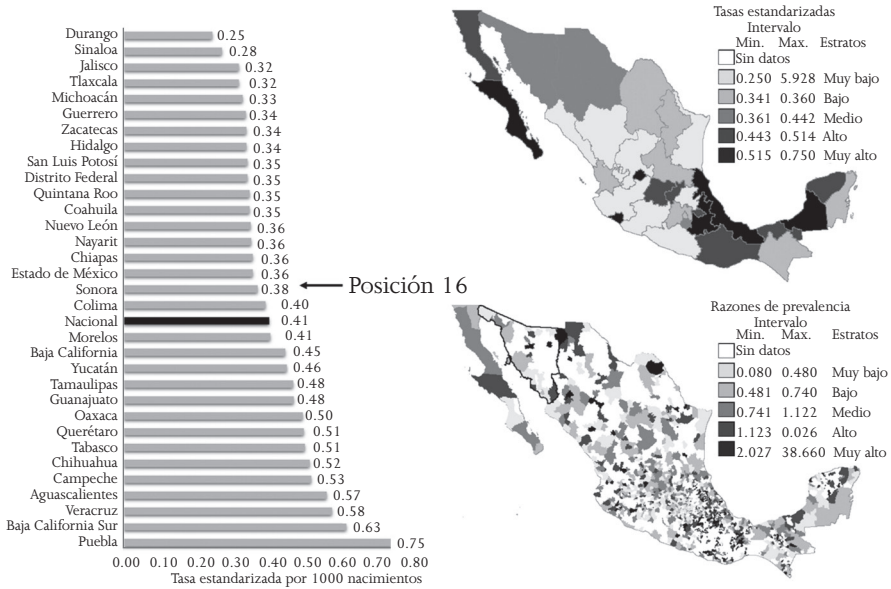 Durango 0.25
Sinaloa 0.28
Jalisco 0.32
Tlaxcala 0.32
Michoacán 0.33
Guerrero 0.34
Zacatecas 0.34
Hidalgo 0.34
San Luis Potosí 0.35
Distrito Federal 0.35
Quintana Roo 0.35
Coahuila 0.35
Nuevo León 0.36
Nayarit 0.36
Chiapas 0.36
Estado de México 0.36
Sonora 0.38 Posición 16
Colima 0.40
Nacional 0.41
Morelos 0.41
Baja California 0.45
Yucatán 0.46
Tamaulipas 0.48
Guanajuato 0.48
Oaxaca 0.50
Querétaro 0.51
Tabasco 0.51
Chihuahua 0.52
Campeche 0.53
Aguascalientes 0.57
Veracruz 0.58
Baja California Sur 0.63
Puebla 0.75
0.00 0.10 0.20 0.30 0.40 0.50 0.60 0.70 0.80
Tasa estandarizada por 1000 nacimientos
Tasas estandarizadas
Intervalo
Min. Max. Estratos
Sin datos
0.250 5.928 Muy bajo
0.341 0.360 Bajo
0.361 0.442 Medio
0.443 0.514 Alto
0.515 0.750 Muy alto
Razones de prevalencia
Intervalo
Min. Max. Estratos
Sin datos
0.080 0.480 Muy bajo
0.481 0.740 Bajo
0.741 1.122 Medio
1.123 0.026 Alto
2.027 38.660 Muy alto